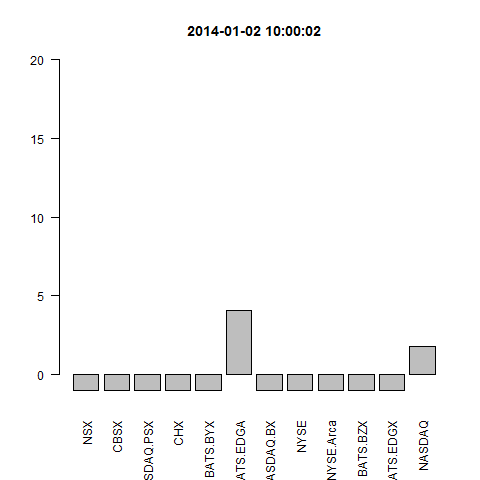 2014-01-02 10:00:02
20
15
10
5
0
NSX
CBSX
SDAQ.PSX
CHX
BATS.BYX
ATS.EDGA
ASDAQ.BX
NYSE
NYSE.Arca
BATS.BZX
ATS.EDGX
NASDAQ